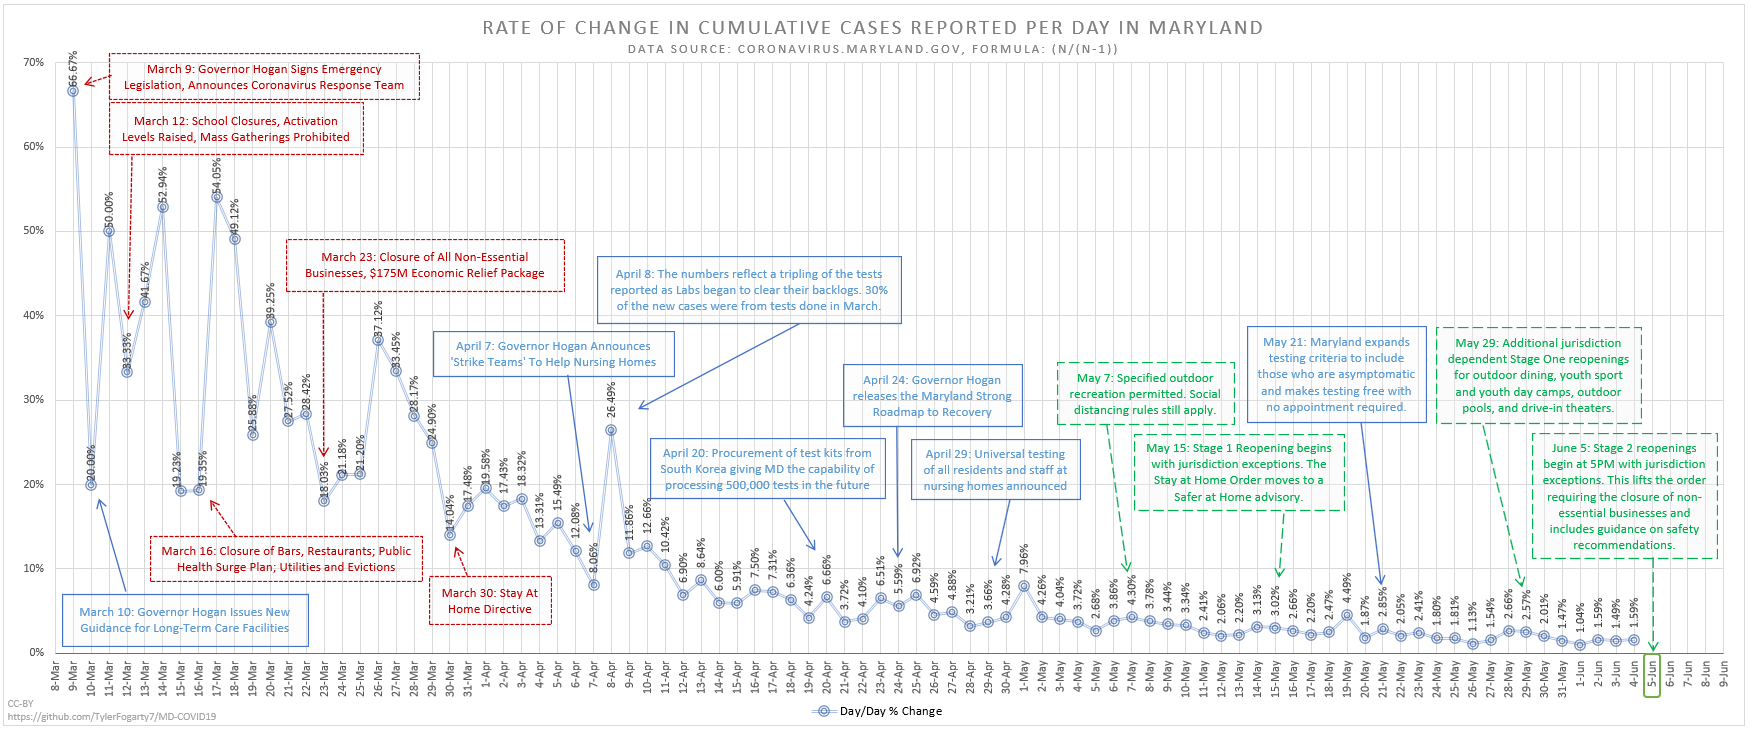 RATE OF CHANGE IN CUMULATIVE CASES REPORTED PER DAY IN MARYLAND
DATA SOURCE: CORONAVIRUS.MARYLAND.GOV, FORMULA: (N/(N-1))
70%
60%
50%
40%
30%
20%
10%
0%
March 9: Governor Hogan Signs Emergency
Legislation, Announces Coronavirus Response Team
March 12: School Closures, Activation
Levels Raised, Mass Gatherings Prohibited
March 23: Closure of All Non-Essential
Businesses, $175M Economic Relief Package
April 8: The numbers reflect a tripling of the tests
reported as Labs began to clear their backlogs. 30%
of the new cases were from tests done in March.
April 7: Governor Hogan Announces
'Strike Teams' To Help Nursing Homes
April 24: Governor Hogan
releases the Maryland Strong
Roadmap to Recovery
May 7: Specified outdoor
recreation permitted. Social
distancing rules still apply.
May 21: Maryland expands
testing criteria to include
those who are asymptomatic
and makes testing free with
no appointment required.
May 29: Additional jurisdiction
dependent Stage One reopenings
for outdoor dining, youth sport
and youth day camps, outdoor
pools, and drive-in theaters.
April 20: Procurement of test kits from
South Korea giving MD the capability of
processing 500,000 tests in the future
April 29: Universal testing
of all residents and staff at
nursing homes announced
May 15: Stage 1 Reopening begins
with jurisdiction exceptions. The
Stay at Home Order moves to a
Safer at Home advisory.
June 5: Stage 2 reopenings
begin at 5PM with jurisdiction
exceptions. This lifts the order
requiring the closure of non-
essential businesses and
includes guidance on safety
recommendations.
March 16: Closure of Bars, Restaurants; Public
Health Surge Plan; Utilities and Evictions
March 30: Stay At
Home Directive
March 10: Governor Hogan Issues New
Guidance for Long-Term Care Facilities
66.67%
20.00%
50.00%
33.33%
41.67%
52.94%
19.23%
19.35%
54.05%
49.12%
25.88%
39.25%
27.52%
28.42%
18.03%
21.18%
21.20%
37.12%
33.45%
28.17%
24.90%
14.04%
17.48%
19.58%
17.43%
18.32%
13.31%
15.49%
12.08%
8.06%
26.49%
11.86%
12.66%
10.42%
6.90%
8.64%
6.00%
5.91%
7.50%
7.31%
6.36%
4.24%
6.66%
3.72%
4.10%
6.51%
5.59%
6.92%
4.59%
4.88%
3.21%
3.66%
4.28%
7.96%
4.26%
4.04%
3.72%
2.68%
3.86%
4.30%
3.78%
3.44%
3.34%
2.41%
2.06%
2.20%
3.13%
3.02%
2.66%
2.20%
2.47%
4.49%
1.87%
2.85%
2.05%
2.41%
1.80%
1.81%
1.13%
1.54%
2.66%
2.57%
2.01%
1.47%
1.04%
1.59%
1.49%
1.59%
8-Mar
9-Mar
10-Mar
11-Mar
12-Mar
13-Mar
14-Mar
15-Mar
16-Mar
17-Mar
18-Mar
19-Mar
20-Mar
21-Mar
22-Mar
23-Mar
24-Mar
25-Mar
26-Mar
27-Mar
28-Mar
29-Mar
30-Mar
31-Mar
1-Apr
2-Apr
3-Apr
4-Apr
5-Apr
6-Apr
7-Apr
8-Apr
9-Apr
10-Apr
11-Apr
12-Apr
13-Apr
14-Apr
15-Apr
16-Apr
17-Apr
18-Apr
19-Apr
20-Apr
21-Apr
22-Apr
23-Apr
24-Apr
25-Apr
26-Apr
27-Apr
28-Apr
29-Apr
30-Apr
1-May
2-May
3-May
4-May
5-May
6-May
7-May
8-May
9-May
10-May
11-May
12-May
13-May
14-May
15-May
16-May
17-May
18-May
19-May
20-May
21-May
22-May
23-May
24-May
25-May
26-May
27-May
28-May
29-May
30-May
31-May
1-Jun
2-Jun
3-Jun
4-Jun
5-Jun
6-Jun
7-Jun
8-Jun
9-Jun
Day/Day % Change
CC-BY
https://github.com/TylerFogarty7/MD-COVID19